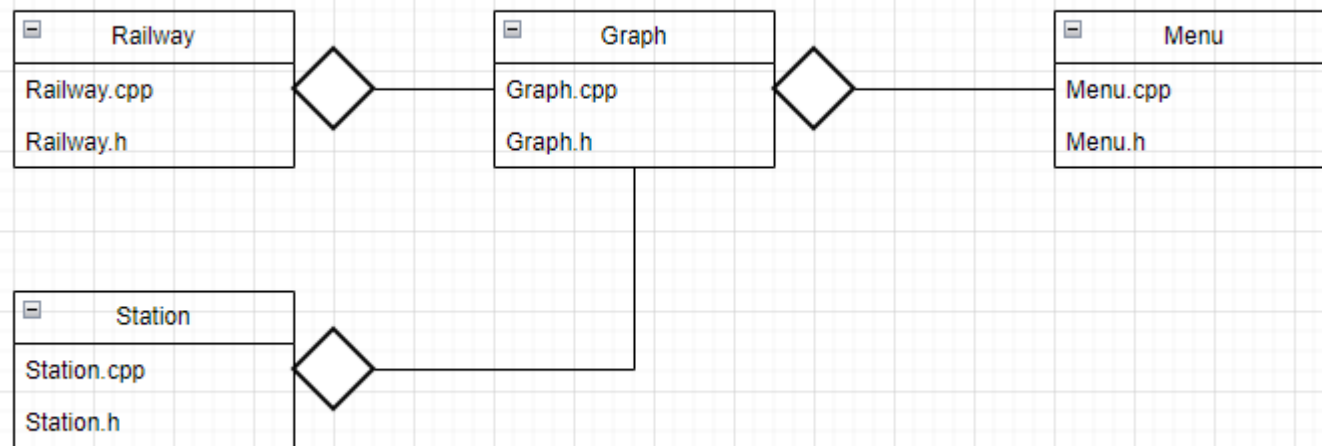 Railway
Railway.cpp
Railway.h
Graph
Graph.cpp
Graph.h
Menu
Menu.cpp
Menu.h
Station
Station.cpp
Station.h